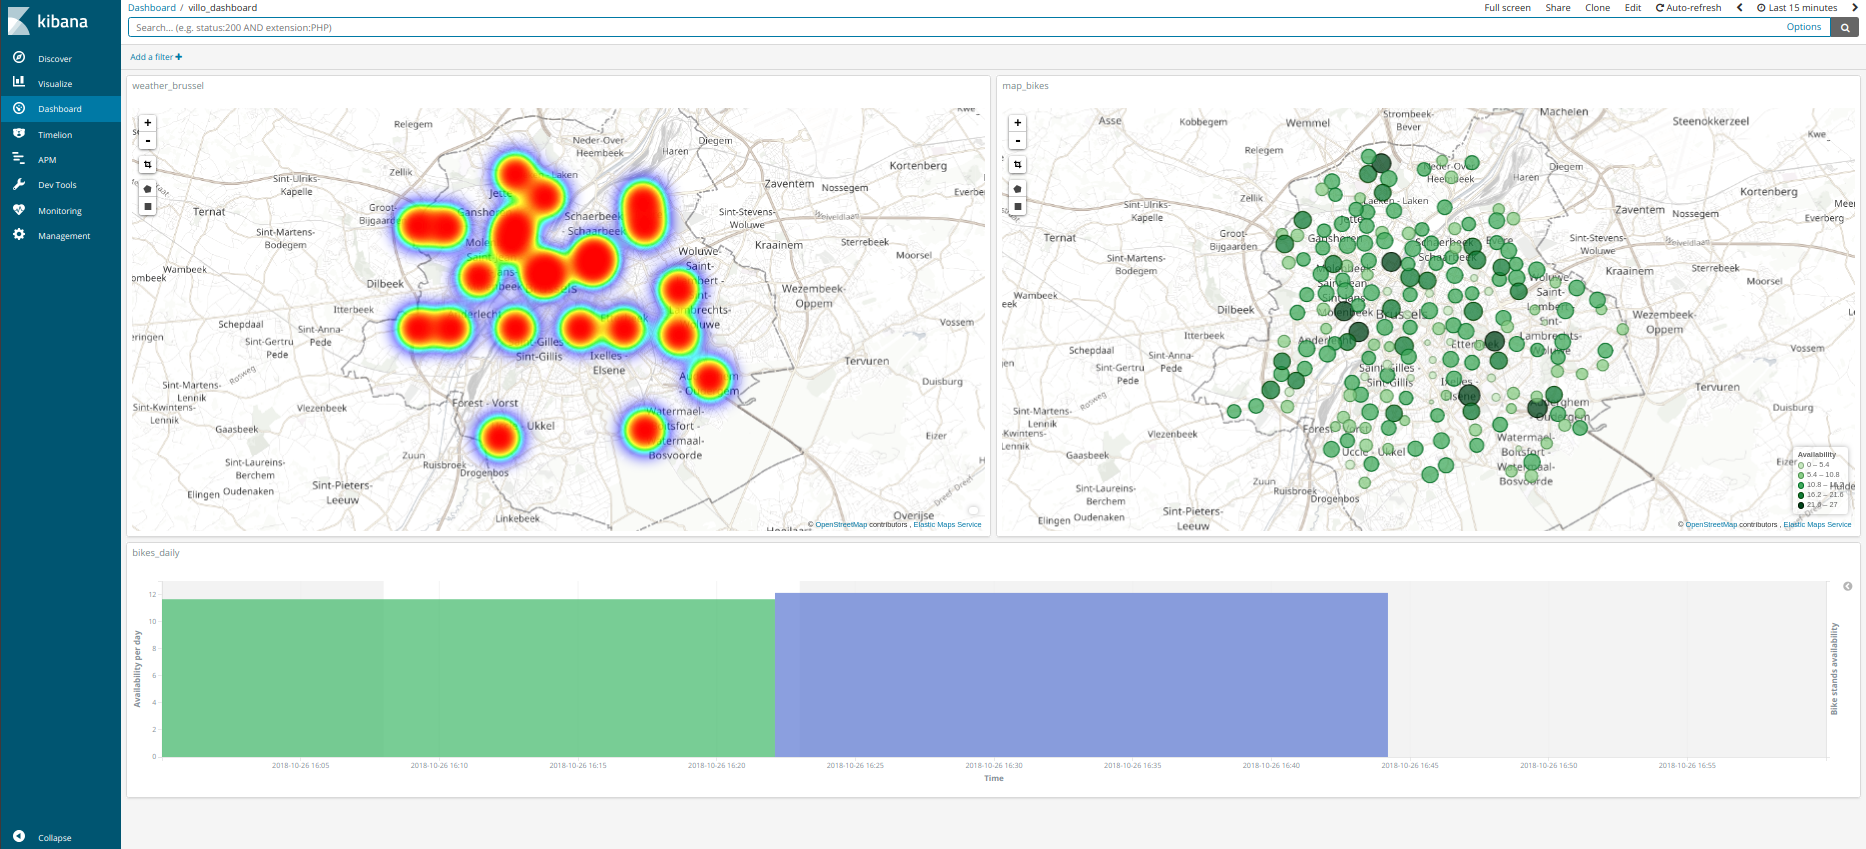 kibana
Discover
Visualize
Dashboard
Timelion
APM
Dev Tools
Monitoring
Management
Collapse
Dashboard / villo_dashboard
Full screen Share Clone Edit Auto-refresh Last 15 minutes
Search... (e.g. status:200 AND extension:PHP)
Options
Add a filter +
weather_brussel
+
-
Relegem
Neder-Over-
Heembeek
Haren
Diegem
Kortenberg
Zellik
Sint-Ulriks-
Kapelle
Zaventem
Nossegem
Ternat
Groot-
Bijgaarde
Sint-Martens-
Bodegem
Schaerbeek
- Schaarbeek
Sint-Stevens-
Woluwe
Kraainem
Sterrebeek
Moorsel
Wambeek
ombeek
Dilbeek
Woluwe-
Saint-
Wezembeek-
Oppem
Itterbeek
Schepdaal
Sint-Anna-
Pede
Sint-Gertru
Pede
Vossem
Sint-Gillis
Ixelles -
Elsene
Tervuren
Duisburg
Roisweg
Sint-Martens-
Lennik
Sint-Kwintens-
Lennik
Vlezenbeek
Forest - Vorst
- Ukkel
Watermael-
Bosvoorde
Gaasbeek
Eizer
Zuun
Ruisbroek
Drogenbos
Sint-Laureins-
Berchem
Elingen Oudenaken
Sint-Pieters-
Leeuw
Linkebeek
Overijse
© OpenStreetMap contributors , Elastic Maps Service
map_bikes
+
-
Asse
Kobbegem
Wemmel
Strombeek-
Bever
Machelen
Steenokkerzeel
Relegem
Diegem
Haren
Kortenberg
Zellik
Sint-Ulriks-
Kapelle
Laeken - Laken
Zaventem
Nossegem
Everberg
Ternat
Groot-
Bijgaarden
Jette
Ganshoren
Schaerbeek
Evere
Sint-Martens-
Bodegem
Sint-Stevens-
Woluwe
Kraainem
Sterrebeek
Moorsel
Wambeek
Dilbeek
Molenbeek
Brussels
Saint-
Wezembeek-
Oppem
Itterbeek
Schepdaal
Sint-Anna-
Pede
Sint-Gertru
Pede
Vossem
Tervuren
Duisburg
Sint-Martens-
Lennik
Kwintens-
Lennik
Vlezenbeek
Gaasbeek
Uccle - Ukkel
Watermael-
Boitsfort -
Bosvoorde
Zuun
Ruisbroek
Drogenbos
Sint-Laureins-
Berchem
Elingen Oudenaken
Sint-Pieters-
Leeuw
Availability
0 – 5.4
5.4 – 10.8
10.8 – 16.2
16.2 – 21.6
21.6 – 27
© OpenStreetMap contributors , Elastic Maps Service
bikes_daily
Availability per day
12
10
8
6
4
2
0
2018-10-26 16:05 2018-10-26 16:10 2018-10-26 16:15 2018-10-26 16:20 2018-10-26 16:25 2018-10-26 16:30 2018-10-26 16:35 2018-10-26 16:40 2018-10-26 16:45 2018-10-26 16:50 2018-10-26 16:55
Time
Bike stands availability